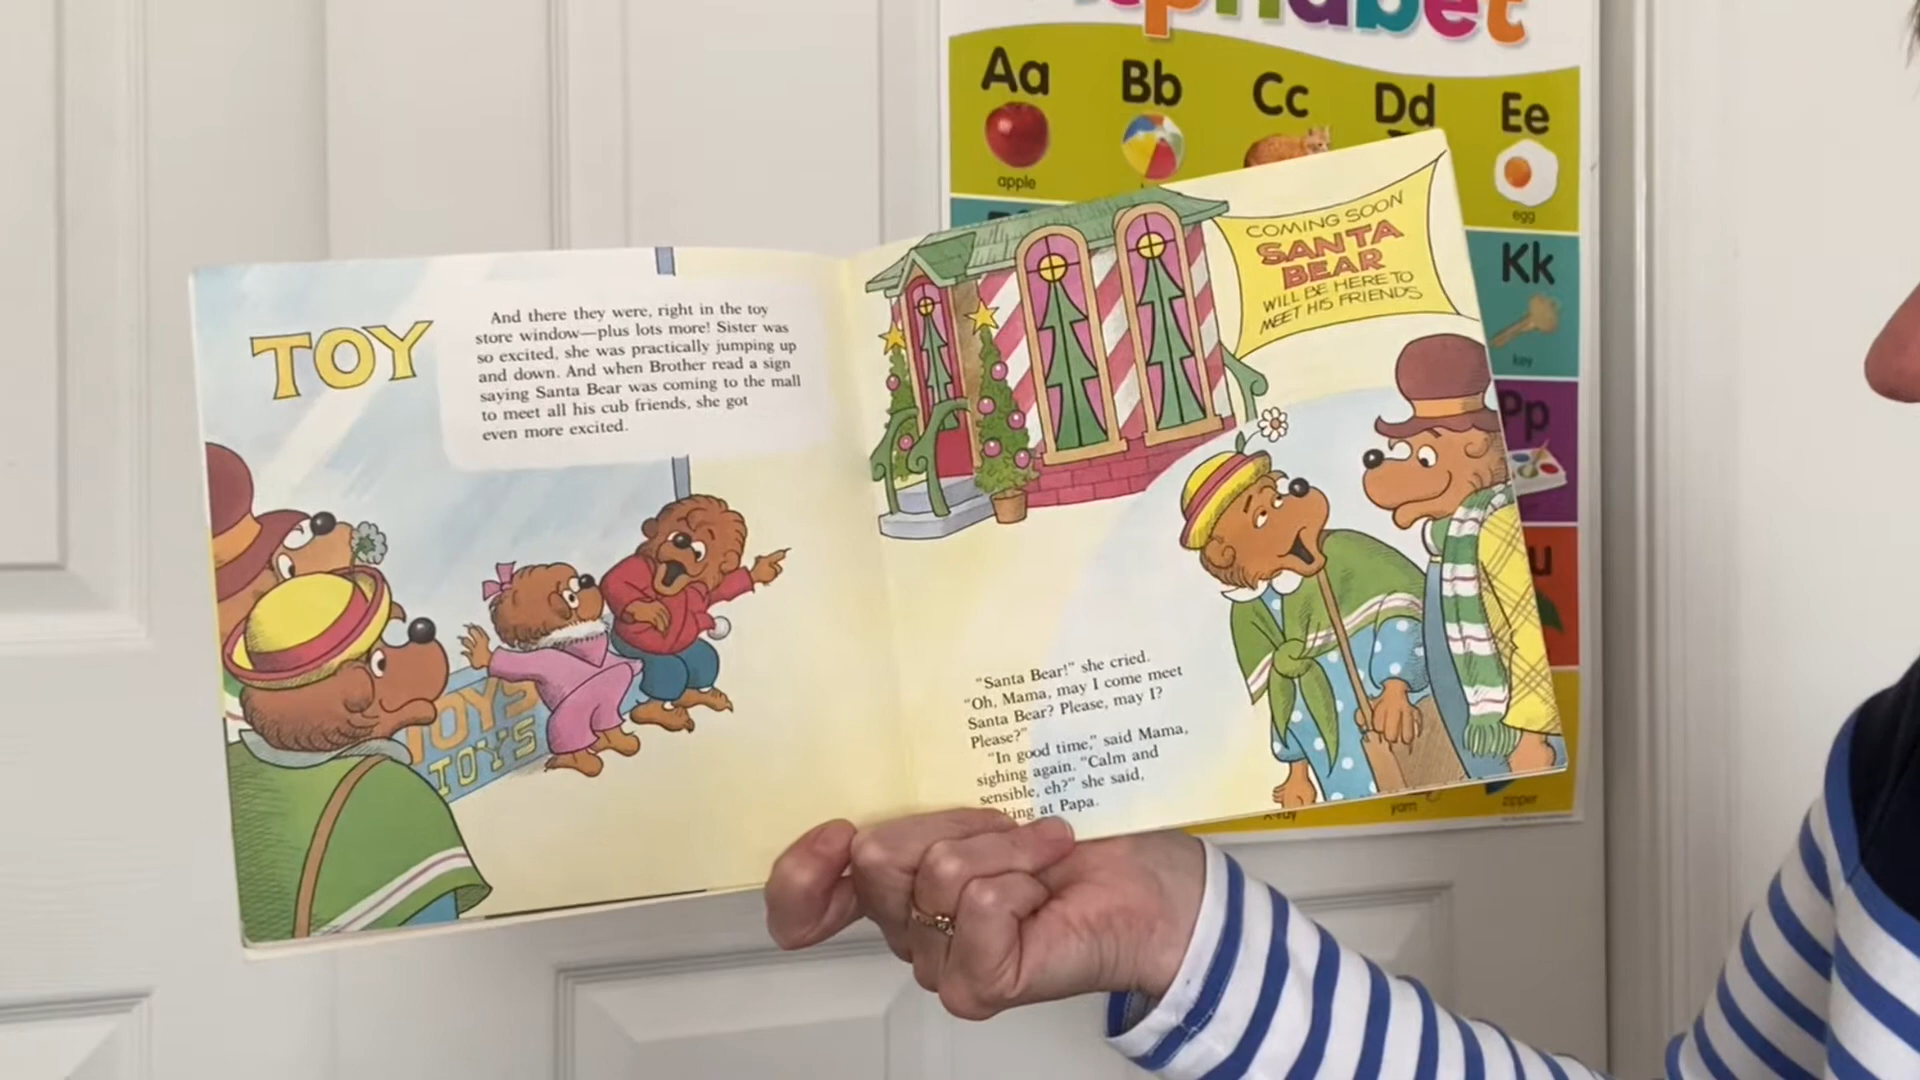 Alphabet
Aa
Bb
Cc
Dd
Ee
apple
egg
Kk
key
Pp
yarn
zipper
TOY
And there they were, right in the toy
store window—plus lots more! Sister was
so excited, she was practically jumping up
and down. And when Brother read a sign
saying Santa Bear was coming to the mall
to meet all his cub friends, she got
even more excited.
TOYS
TOYS
COMING SOON
SANTA
BEAR
WILL BE HERE TO
MEET HIS FRIENDS
"Santa Bear!" she cried.
"Oh, Mama, may I come meet
Santa Bear? Please, may I?
Please?"
"In good time," said Mama,
sighing again. "Calm and
sensible, eh?" she said,
king at Papa.